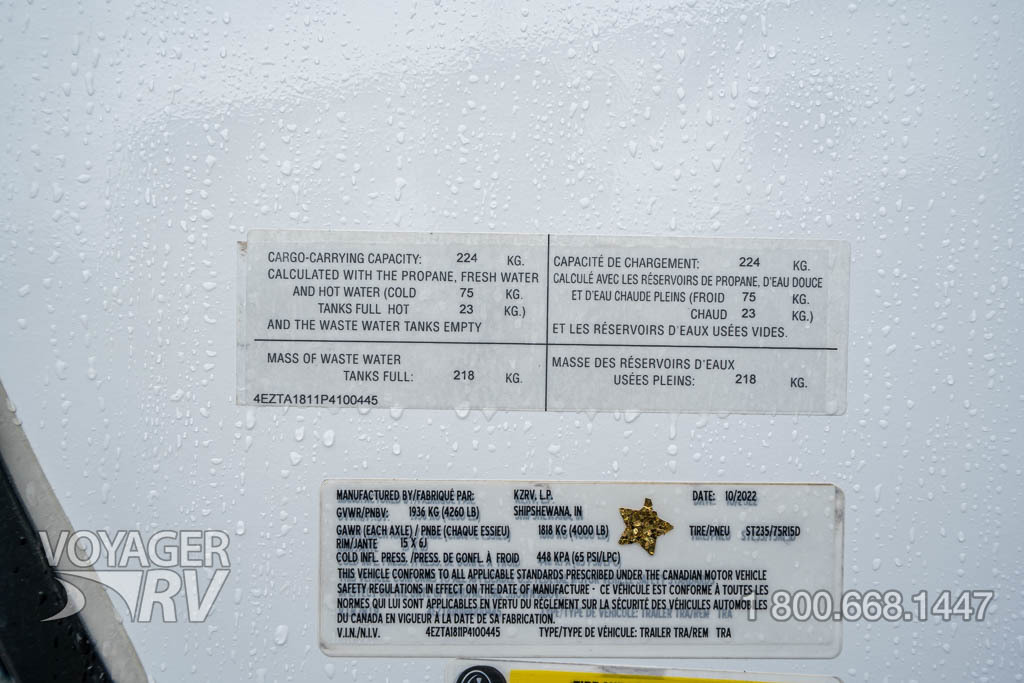 CARGO-CARRYING CAPACITY: 224 KG.
CALCULATED WITH THE PROPANE, FRESH WATER
AND HOT WATER (COLD 75 KG.
TANKS FULL HOT 23 KG.)
AND THE WASTE WATER TANKS EMPTY
CAPACITÉ DE CHARGEMENT: 224 KG.
CALCULÉ AVEC LES RÉSERVOIRS DE PROPANE, D'EAU DOUCE
ET D'EAU CHAUDE PLEINS (FROID 75 KG.
CHAUD 23 KG.)
ET LES RÉSERVOIRS D'EAUX USÉES VIDES.
MASS OF WASTE WATER
TANKS FULL: 218 KG.
4EZTA1811P4100445
MASSE DES RÉSERVOIRS D'EAUX
USÉES PLEINS: 218 KG.
MANUFACTURED BY/FABRIQUÉ PAR: KZRV, L.P. DATE: 10/2022
GVWR/PNBV: 1936 KG (4260 LB) SHIPSHEWANA, IN
GAWR (EACH AXLE) / PNBE (CHAQUE ESSIEU) 1818 KG (4000 LB) TIRE/PNEU ST235/75R15D
RIM/JANTE 15 X 6J
COLD INFL. PRESS./PRESS. DE GONFL. À FROID 448 KPA (65 PSI/LPC)
THIS VEHICLE CONFORMS TO ALL APPLICABLE STANDARDS PRESCRIBED UNDER THE CANADIAN MOTOR VEHICLE
SAFETY REGULATIONS IN EFFECT ON THE DATE OF MANUFACTURE - CE VÉHICULE EST CONFORME À TOUTES LES
NORMES QUI LUI SONT APPLICABLES EN VERTU DU RÈGLEMENT SUR LA SÉCURITÉ DES VÉHICULES AUTOMOBILES
DU CANADA EN VIGUEUR À LA DATE DE SA FABRICATION.
V.I.N./N.I.V. 4EZTA1811P4100445 TYPE/TYPE DE VÉHICULE: TRAILER TRA/REM TRA
VOYAGER
RV
1 800.668.1447